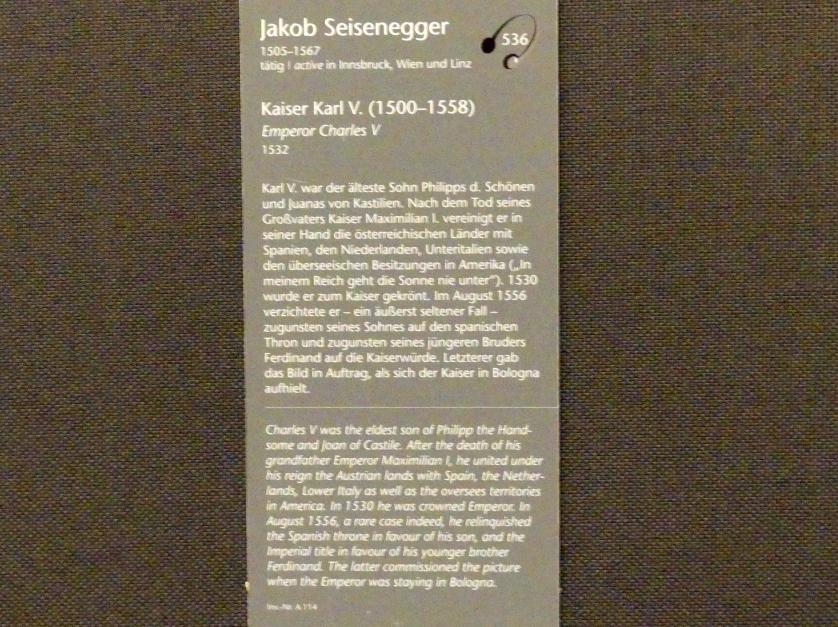 Jakob Seisenegger
536
1505–1567
tätig | active in Innsbruck, Wien und Linz
Kaiser Karl V. (1500–1558)
Emperor Charles V
1532
Karl V. war der älteste Sohn Philipps d. Schönen
und Juanas von Kastilien. Nach dem Tod seines
Großvaters Kaiser Maximilian I. vereinigt er in
seiner Hand die österreichischen Länder mit
Spanien, den Niederlanden, Unteritalien sowie
den überseeischen Besitzungen in Amerika („In
meinem Reich geht die Sonne nie unter“). 1530
wurde er zum Kaiser gekrönt. Im August 1556
verzichtete er – ein äußerst seltener Fall –
zugunsten seines Sohnes auf den spanischen
Thron und zugunsten seines jüngeren Bruders
Ferdinand auf die Kaiserwürde. Letzterer gab
das Bild in Auftrag, als sich der Kaiser in Bologna
aufhielt.
Charles V was the eldest son of Philipp the Hand-
some and Joan of Castile. After the death of his
grandfather Emperor Maximilian I, he united under
his reign the Austrian lands with Spain, the Nether-
lands, Lower Italy as well as the oversees territories
in America. In 1530 he was crowned Emperor. In
August 1556, a rare case indeed, he relinquished
the Spanish throne in favour of his son, and the
Imperial title in favour of his younger brother
Ferdinand. The latter commissioned the picture
when the Emperor was staying in Bologna.
Inv.-Nr. A 114